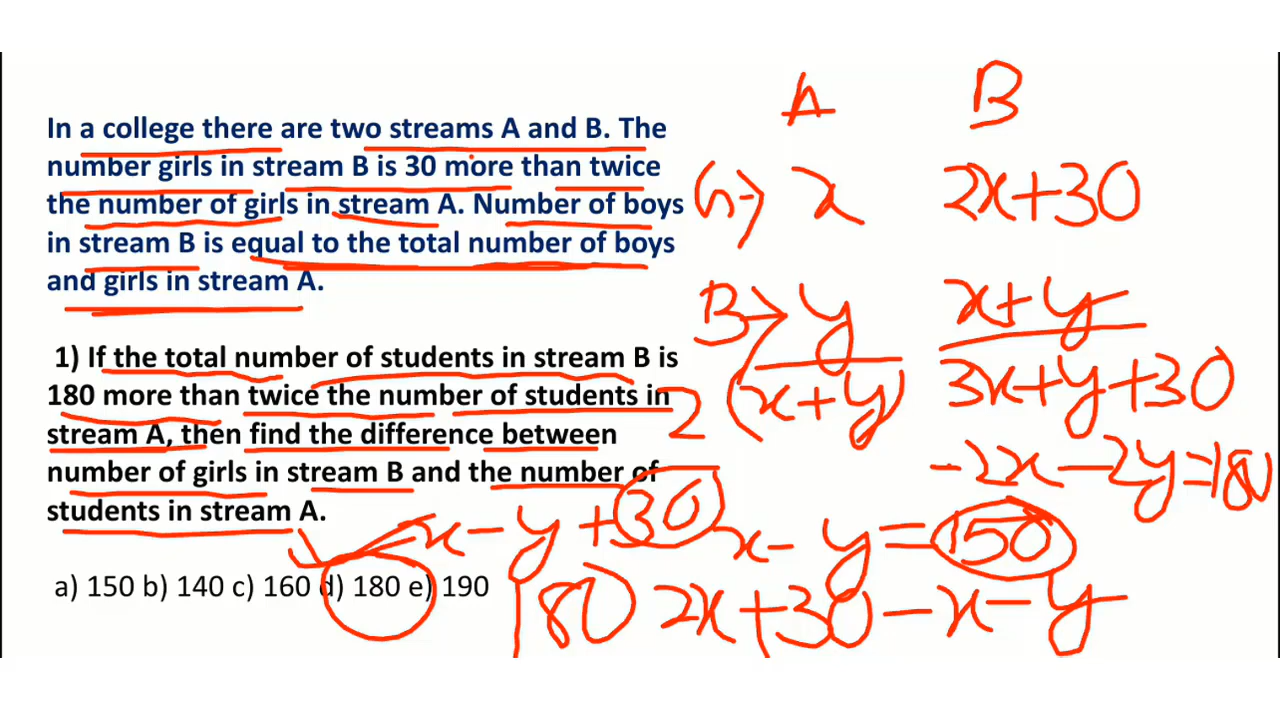 In a college there are two streams A and B. The
number girls in stream B is 30 more than twice
the number of girls in stream A. Number of boys
in stream B is equal to the total number of boys
and girls in stream A.
1) If the total number of students in stream B is
180 more than twice the number of students in
stream A, then find the difference between
number of girls in stream B and the number of
students in stream A.
a) 150 b) 140 c) 160 d) 180 e) 190
A B
x 2x+30
B→ y x+y
2(x+y) 3x+y+30
-2x-2y=180
x-y+30 x-y=150
180 2x+30-x-y